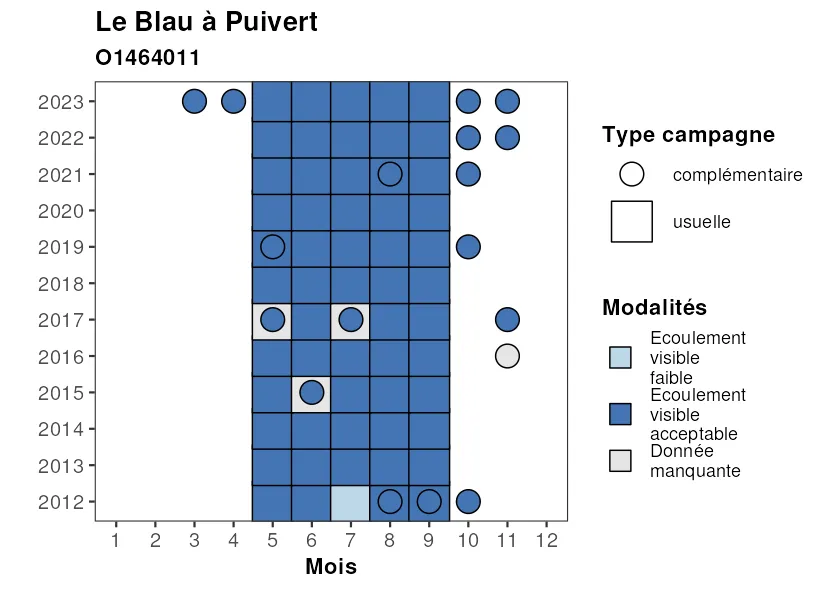 Le Blau à Puivert
O1464011
2023
2022
2021
2020
2019
2018
2017
2016
2015
2014
2013
2012
1 2 3 4 5 6 7 8 9 10 11 12
Mois
Type campagne
complémentaire
usuelle
Modalités
Ecoulement
visible
faible
Ecoulement
visible
acceptable
Donnée
manquante